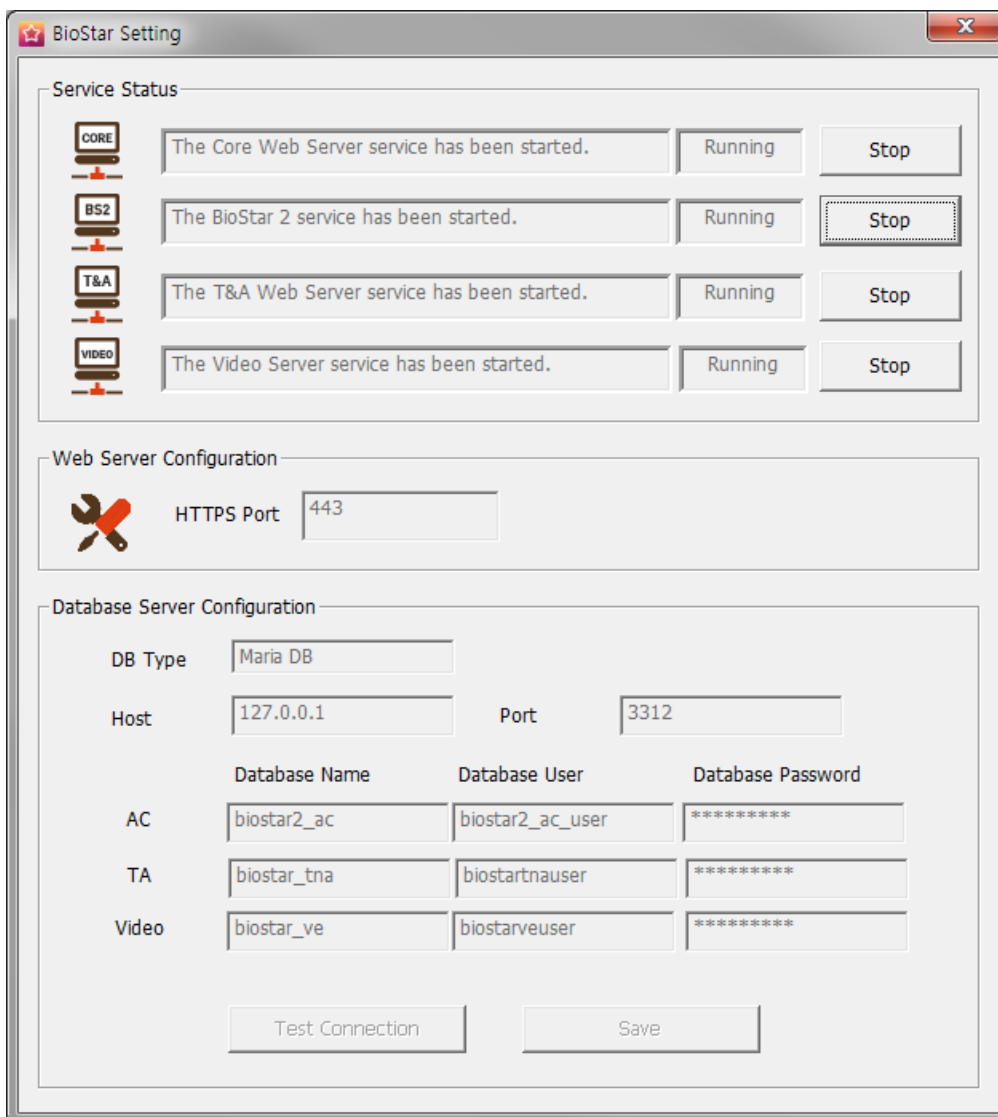 BioStar Setting
Service Status
CORE The Core Web Server service has been started. Running Stop
BS2 The BioStar 2 service has been started. Running Stop
T&A The T&A Web Server service has been started. Running Stop
VIDEO The Video Server service has been started. Running Stop
Web Server Configuration
HTTPS Port 443
Database Server Configuration
DB Type Maria DB
Host 127.0.0.1 Port 3312
Database Name Database User Database Password
AC biostar2_ac biostar2_ac_user *********
TA biostar_tna biostartnauser *********
Video biostar_ve biostarveuser *********
Test Connection Save